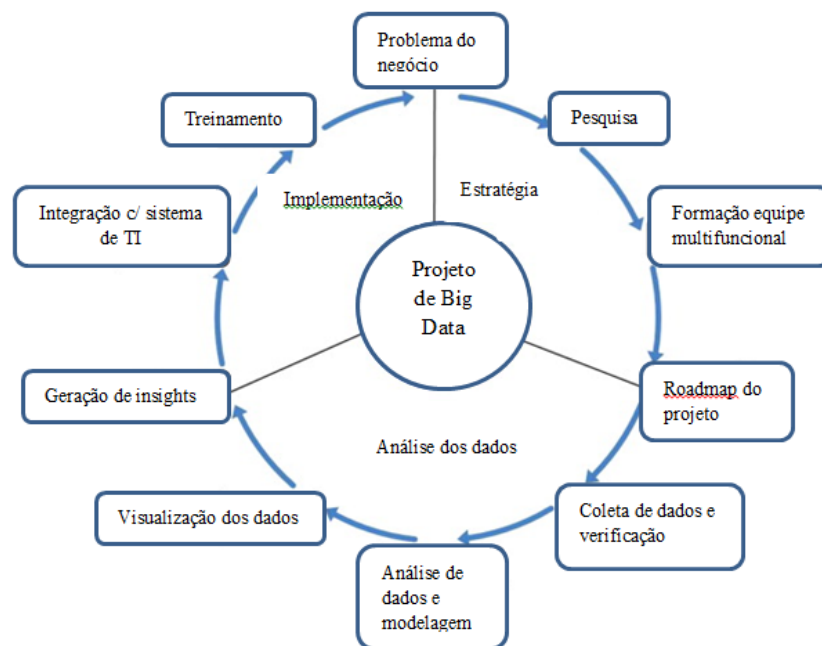 Problema do
negócio
Pesquisa
Formação equipe
multifuncional
Roadmap do
projeto
Coleta de dados e
verificação
Análise de
dados e
modelagem
Visualização dos dados
Geração de insights
Integração c/ sistema
de TI
Treinamento
Implementação
Estratégia
Projeto
de Big
Data
Análise dos dados